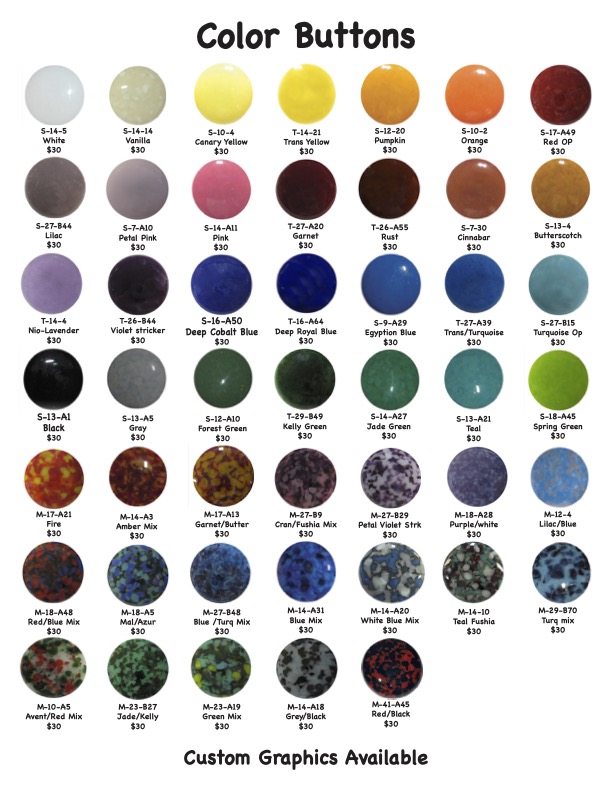 Color Buttons
S-14-5
White
$30
S-14-14
Vanilla
$30
S-10-4
Canary Yellow
$30
T-14-21
Trans Yellow
$30
S-12-20
Pumpkin
$30
S-10-2
Orange
$30
S-17-A49
Red OP
$30
S-27-B44
Lilac
$30
S-7-A10
Petal Pink
$30
S-14-A11
Pink
$30
T-27-A20
Garnet
$30
T-26-A55
Rust
$30
S-7-30
Cinnabar
$30
S-13-4
Butterscotch
$30
T-14-4
Nio-Lavender
$30
T-26-B44
Violet stricker
$30
S-16-A50
Deep Cobalt Blue
$30
T-16-A64
Deep Royal Blue
$30
S-9-A29
Egyption Blue
$30
T-27-A39
Trans/Turquoise
$30
S-27-B15
Turquoise Op
$30
S-13-A1
Black
$30
S-13-A5
Gray
$30
S-12-A10
Forest Green
$30
T-29-B49
Kelly Green
$30
S-14-A27
Jade Green
$30
S-13-A21
Teal
$30
S-18-A45
Spring Green
$30
M-17-A21
Fire
$30
M-14-A3
Amber Mix
$30
M-17-A13
Garnet/Butter
$30
M-27-B9
Cran/Fushia Mix
$30
M-27-B29
Petal Violet Strk
$30
M-18-A28
Purple/white
$30
M-12-4
Lilac/Blue
$30
M-18-A48
Red/Blue Mix
$30
M-18-A5
Mal/Azur
$30
M-27-B48
Blue /Turq Mix
$30
M-14-A31
Blue Mix
$30
M-14-A20
White Blue Mix
$30
M-14-10
Teal Fushia
$30
M-29-B70
Turq mix
$30
M-10-A5
Avent/Red Mix
$30
M-23-B27
Jade/Kelly
$30
M-23-A19
Green Mix
$30
M-14-A18
Grey/Black
$30
M-41-A45
Red/Black
$30
Custom Graphics Available